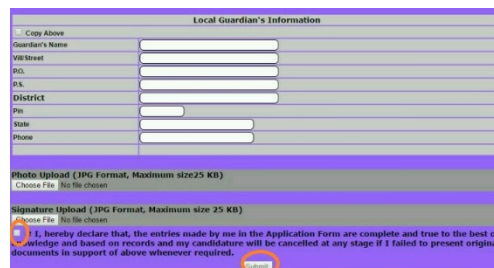 Local Guardian's Information
Copy Above
Guardian's Name
Vill/Street
P.O.
P.S.
District
Pin
State
Phone
Photo Upload (JPG Format, Maximum size25 KB)
Choose File No file chosen
Signature Upload (JPG Format, Maximum size 25 KB)
Choose File No file chosen
I, hereby declare that, the entries made by me in the Application Form are complete and true to the best
knowledge and based on records and my candidature will be cancelled at any stage if I failed to present
documents in support of above whenever required.
Submit